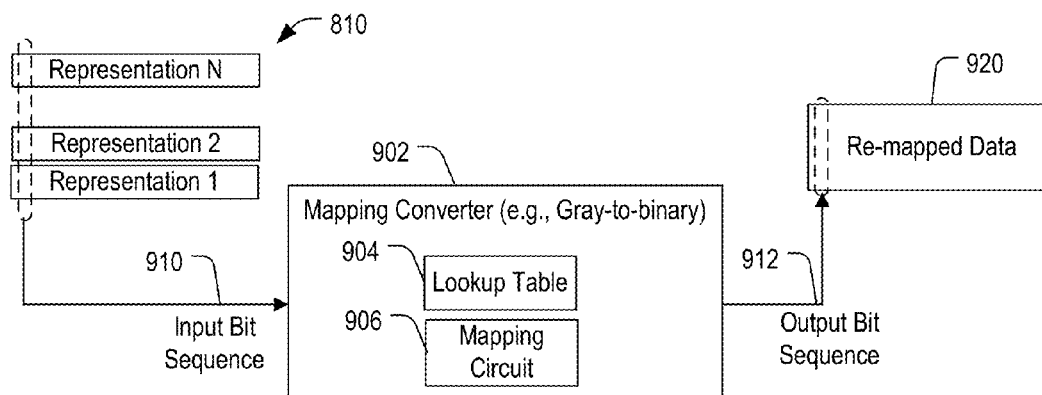 810
Representation N
Representation 2
Representation 1
920
Re-mapped Data
902
Mapping Converter (e.g., Gray-to-binary)
904
Lookup Table
906
Mapping
Circuit
910
Input Bit
Sequence
912
Output Bit
Sequence